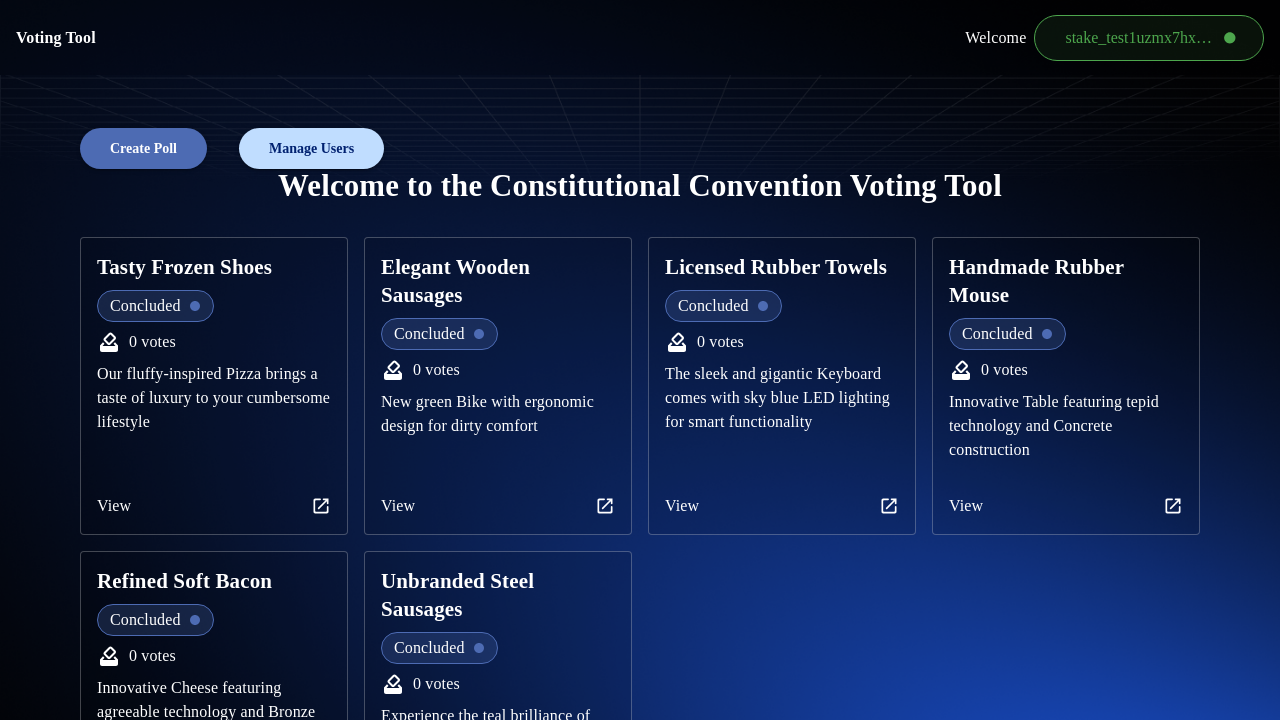 Voting Tool
Welcome
stake_test1uzmx7hx…
Create Poll
Manage Users
Welcome to the Constitutional Convention Voting Tool
Tasty Frozen Shoes
Concluded
0 votes
Our fluffy-inspired Pizza brings a
taste of luxury to your cumbersome
lifestyle
View
Elegant Wooden
Sausages
Concluded
0 votes
New green Bike with ergonomic
design for dirty comfort
View
Licensed Rubber Towels
Concluded
0 votes
The sleek and gigantic Keyboard
comes with sky blue LED lighting
for smart functionality
View
Handmade Rubber
Mouse
Concluded
0 votes
Innovative Table featuring tepid
technology and Concrete
construction
View
Refined Soft Bacon
Concluded
0 votes
Innovative Cheese featuring
agreeable technology and Bronze
Unbranded Steel
Sausages
Concluded
0 votes
Experience the teal brilliance of